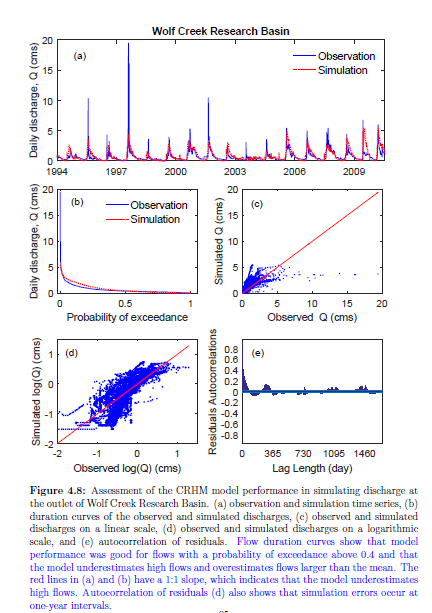 Wolf Creek Research Basin
(a)
Observation
Simulation
Daily discharge, Q (cms)
20
15
10
5
0
1994
1997
2000
2003
2006
2009
(b)
Observation
Simulation
Daily discharge, Q (cms)
20
15
10
5
0
0
0.5
1
Probability of exceedance
(c)
Simulated Q (cms)
20
15
10
5
0
0
5
10
15
20
Observed Q (cms)
(d)
Simulated log(Q) (cms)
1
0
-1
-2
-2
-1
0
1
Observed log(Q) (cms)
(e)
Residuals Autocorrelations
0.8
0.6
0.4
0.2
0
-0.2
-0.4
-0.6
-0.8
0
365
730
1095
1460
Lag Length (day)
Figure 4.8: Assessment of the CRHM model performance in simulating discharge at
the outlet of Wolf Creek Research Basin. (a) observation and simulation time series, (b)
duration curves of the observed and simulated discharges, (c) observed and simulated
discharges on a linear scale, (d) observed and simulated discharges on a logarithmic
scale, and (e) autocorrelation of residuals. Flow duration curves show that model
performance was good for flows with a probability of exceedance above 0.4 and that
the model underestimates high flows and overestimates flows larger than the mean. The
red lines in (a) and (b) have a 1:1 slope, which indicates that the model underestimates
high flows. Autocorrelation of residuals (d) also shows that simulation errors occur at
one-year intervals.